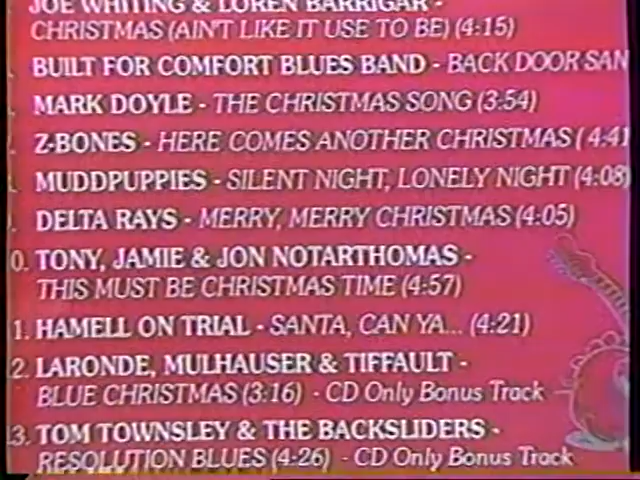 JOE WHITING & LOREN BARRIGAR -
CHRISTMAS (AIN'T LIKE IT USE TO BE) (4:15)
BUILT FOR COMFORT BLUES BAND - BACK DOOR SAN
MARK DOYLE - THE CHRISTMAS SONG (3:54)
Z-BONES - HERE COMES ANOTHER CHRISTMAS ( 4:41
MUDDPUPPIES - SILENT NIGHT, LONELY NIGHT (4:08)
DELTA RAYS - MERRY, MERRY CHRISTMAS (4:05)
0. TONY, JAMIE & JON NOTARTHOMAS -
THIS MUST BE CHRISTMAS TIME (4:57)
1. HAMELL ON TRIAL - SANTA, CAN YA... (4:21)
2. LARONDE, MULHAUSER & TIFFAULT -
BLUE CHRISTMAS (3:16) - CD Only Bonus Track
3. TOM TOWNSLEY & THE BACKSLIDERS -
RESOLUTION BLUES (4:26) - CD Only Bonus Track